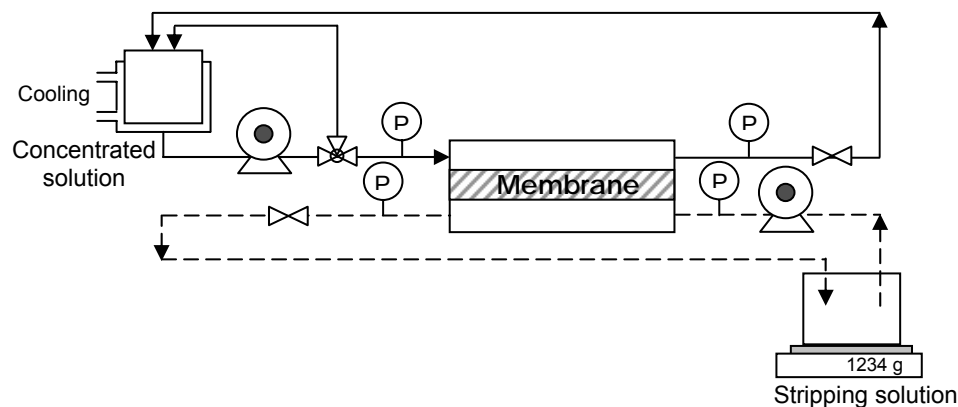 Cooling
Concentrated
solution
P
P
Membrane
P
P
1234 g
Stripping solution